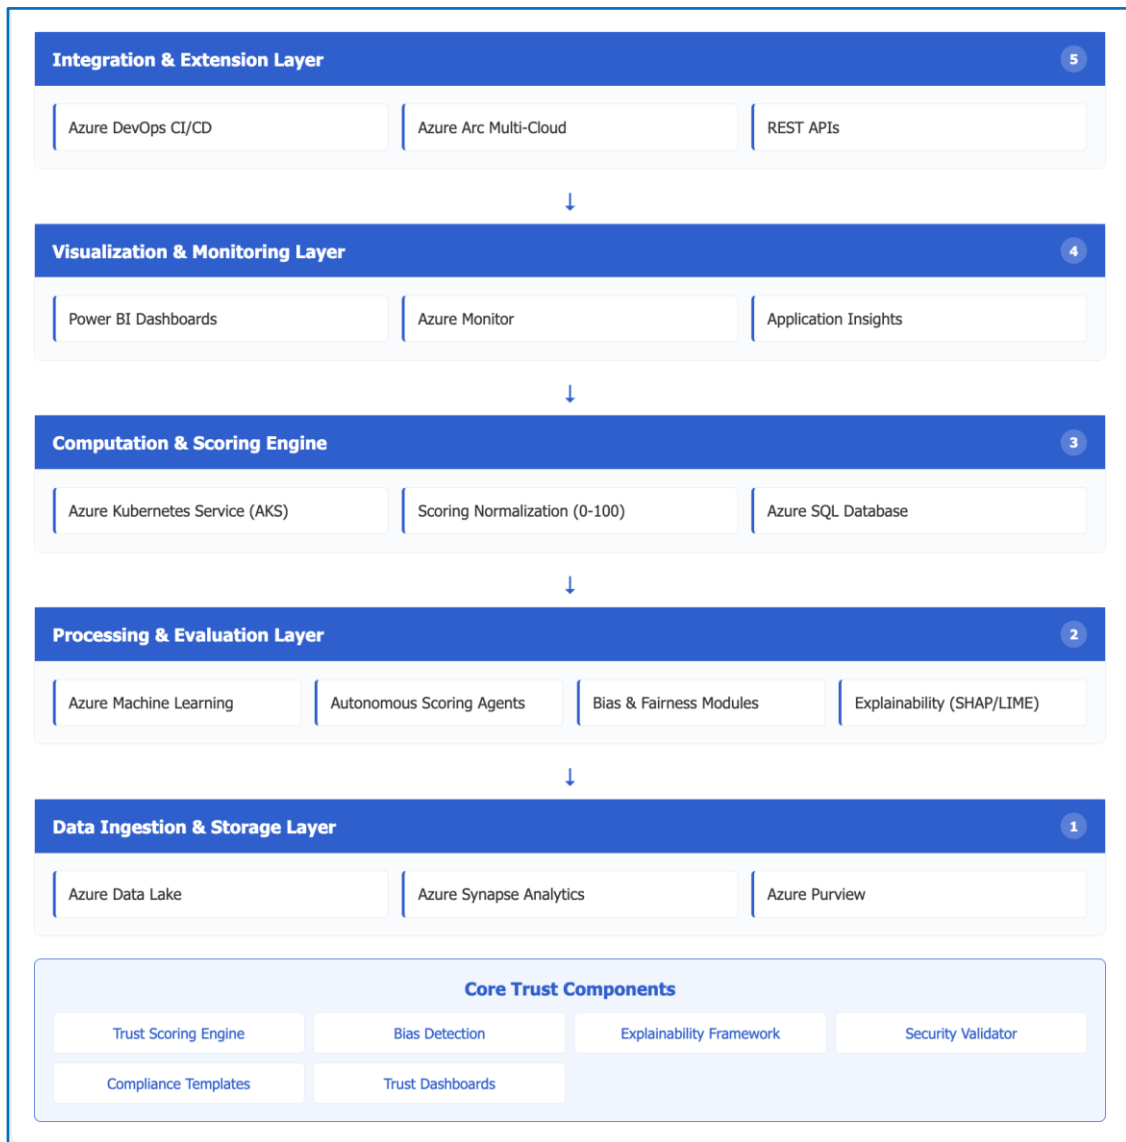 Integration & Extension Layer 5
Azure DevOps CI/CD Azure Arc Multi-Cloud REST APIs
↓
Visualization & Monitoring Layer 4
Power BI Dashboards Azure Monitor Application Insights
↓
Computation & Scoring Engine 3
Azure Kubernetes Service (AKS) Scoring Normalization (0-100) Azure SQL Database
↓
Processing & Evaluation Layer 2
Azure Machine Learning Autonomous Scoring Agents Bias & Fairness Modules Explainability (SHAP/LIME)
↓
Data Ingestion & Storage Layer 1
Azure Data Lake Azure Synapse Analytics Azure Purview
Core Trust Components
Trust Scoring Engine Bias Detection Explainability Framework Security Validator
Compliance Templates Trust Dashboards